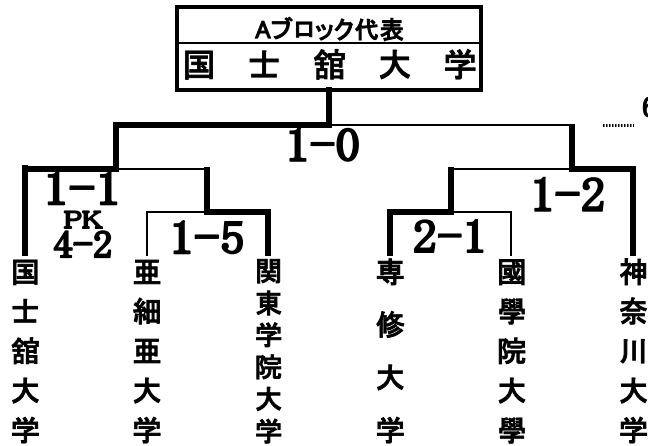 Aブロック代表
国士舘大学
1−0
1−1
PK
4−2
1−5
2−1
1−2
国士舘大学
亜細亜大学
関東学院大学
専修大学
國學院大學
神奈川大学